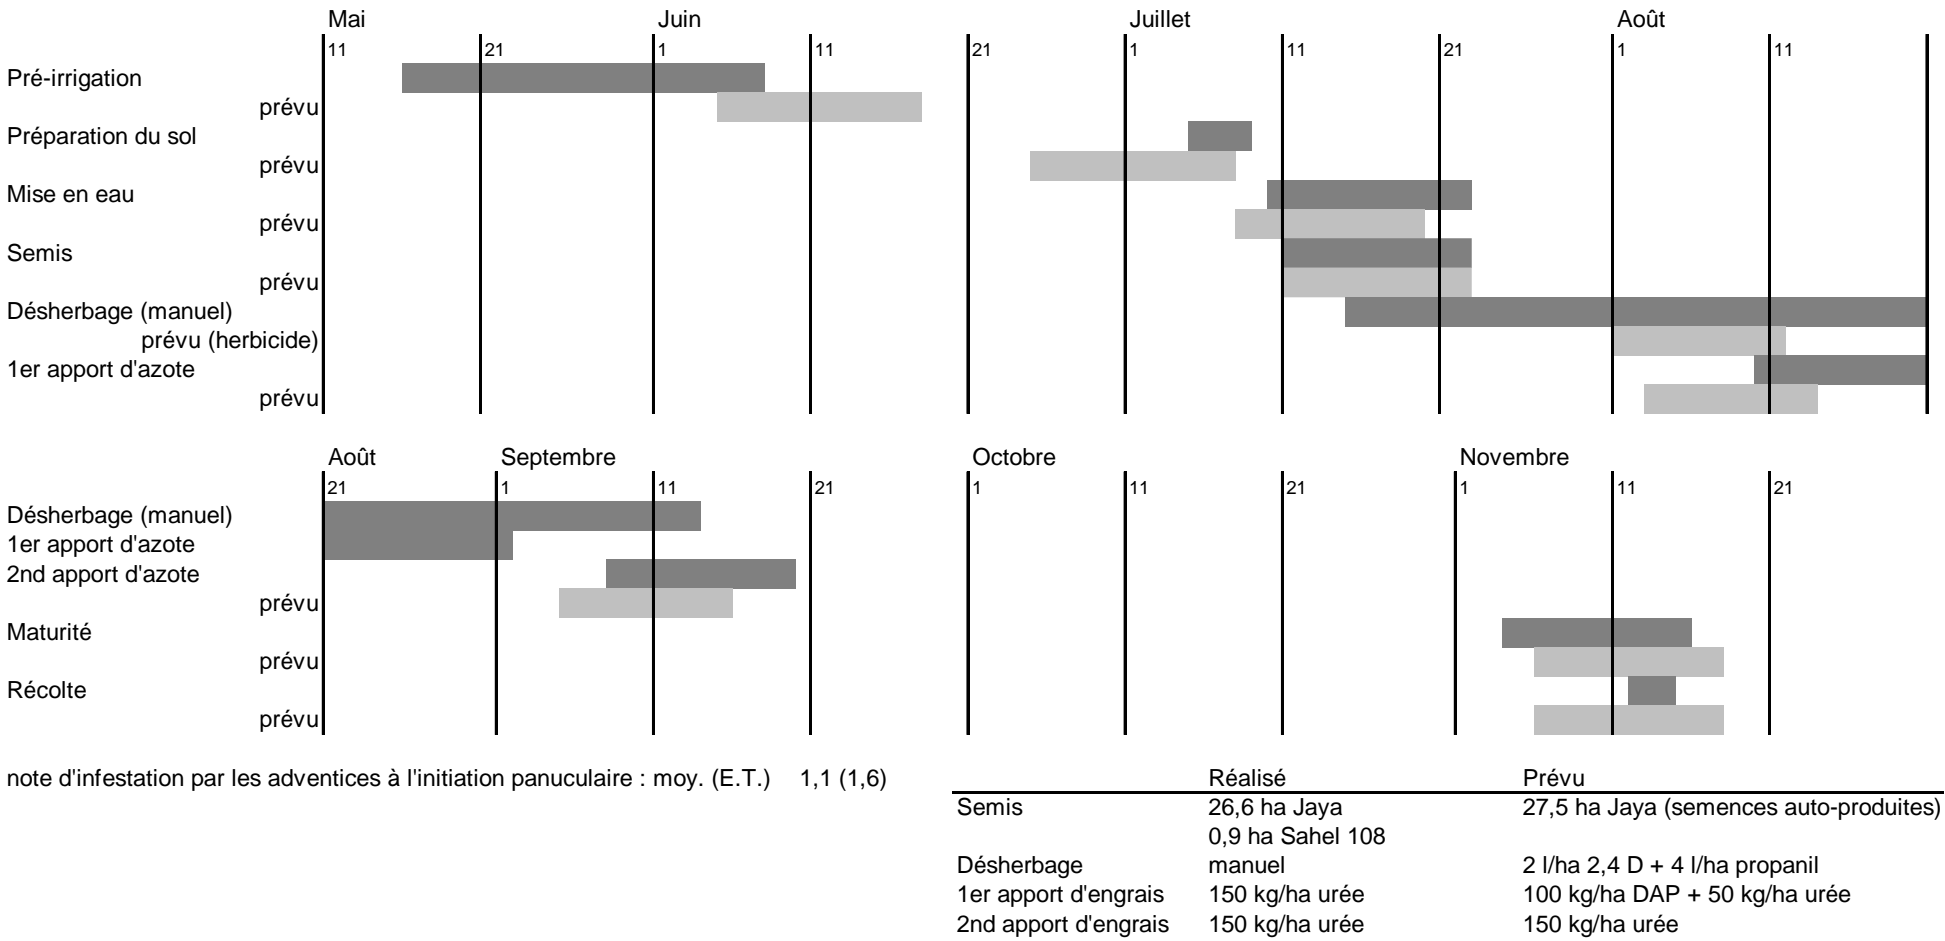 Mai Juin Juillet Août
11 21 1 11 21 1 11 21 1 11
Pré-irrigation
prévu
Préparation du sol
prévu
Mise en eau
prévu
Semis
prévu
Désherbage (manuel)
prévu (herbicide)
1er apport d'azote
prévu
Août Septembre Octobre Novembre
21 1 11 21 1 11 21 1 11 21
Désherbage (manuel)
1er apport d'azote
2nd apport d'azote
prévu
Maturité
prévu
Récolte
prévu
note d'infestation par les adventices à l'initiation panuculaire : moy. (E.T.) 1,1 (1,6)
Réalisé Prévu
Semis 26,6 ha Jaya 27,5 ha Jaya (semences auto-produites)
0,9 ha Sahel 108
Désherbage manuel 2 l/ha 2,4 D + 4 l/ha propanil
1er apport d'engrais 150 kg/ha urée 100 kg/ha DAP + 50 kg/ha urée
2nd apport d'engrais 150 kg/ha urée 150 kg/ha urée